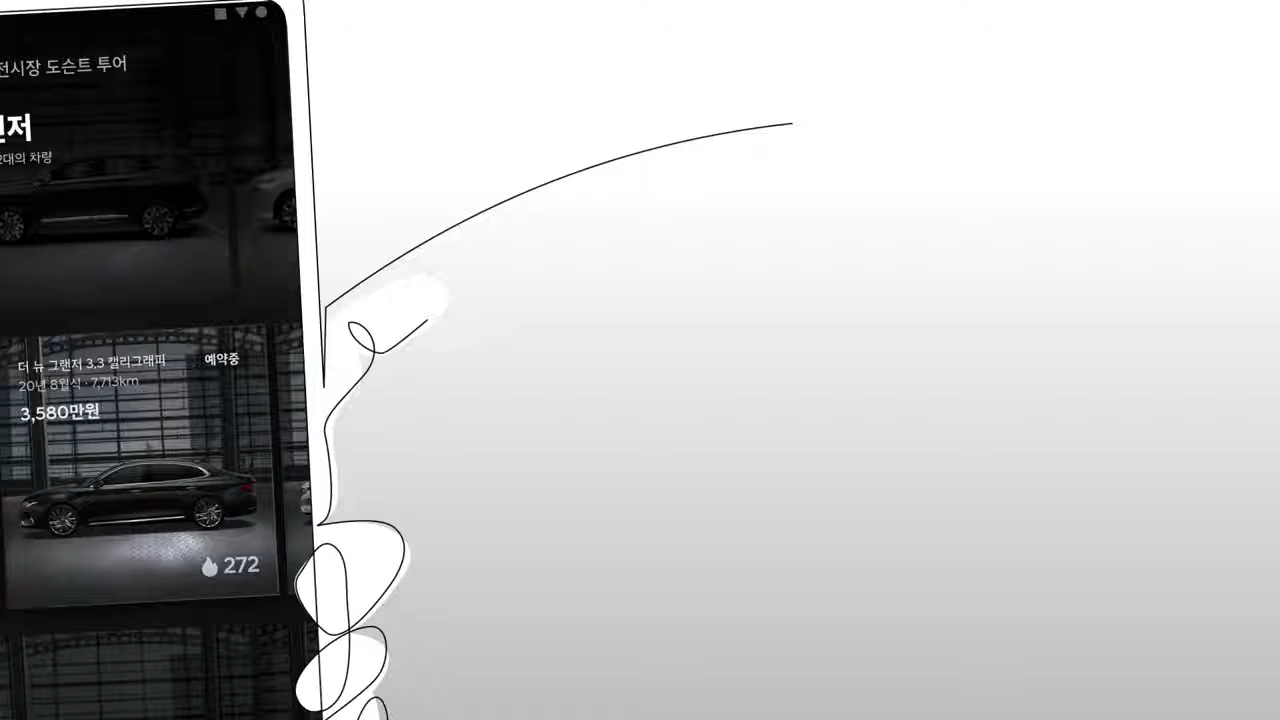 전시장 도슨트 투어
랜저
2대의 차량
더 뉴 그랜저 3.3 캘리그래피 예약중
20년 8월식 · 7,713km
3,580만원
272